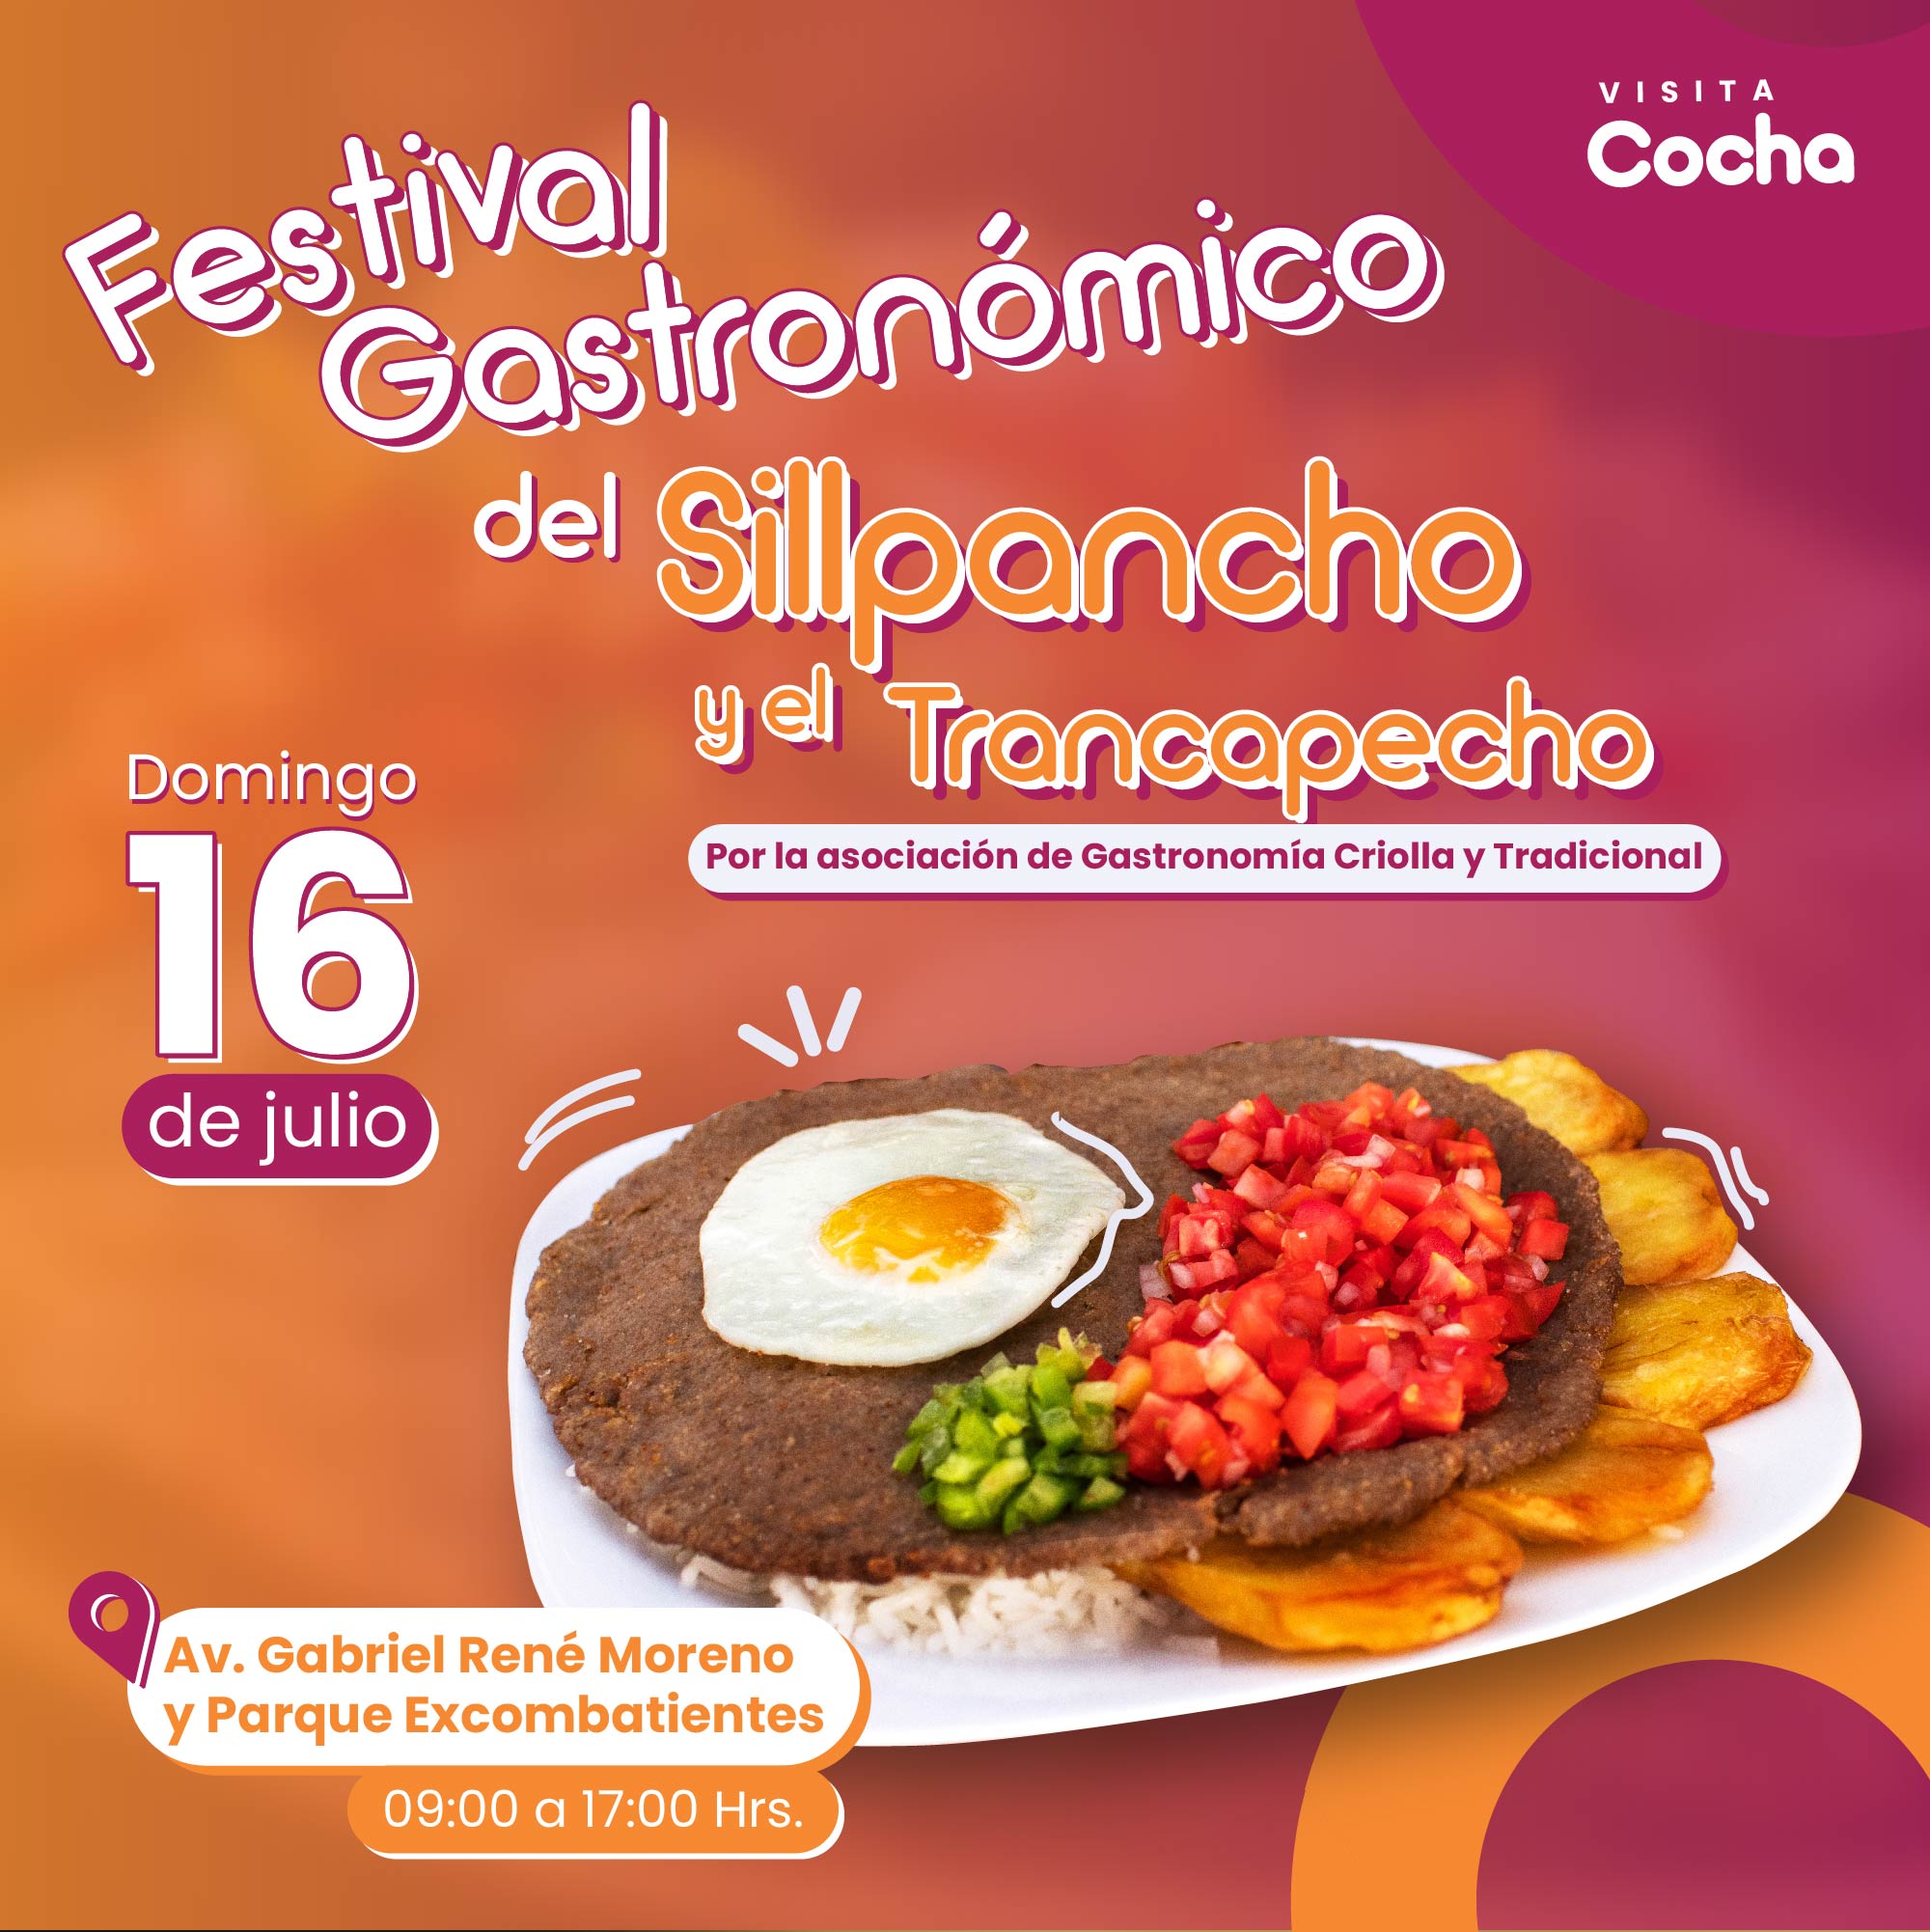 VISITA
Cocha
Festival
Gastronómico
del Sillpancho
y el Trancapecho
Por la asociación de Gastronomía Criolla y Tradicional
Domingo
16
de julio
Av. Gabriel René Moreno
y Parque Excombatientes
09:00 a 17:00 Hrs.